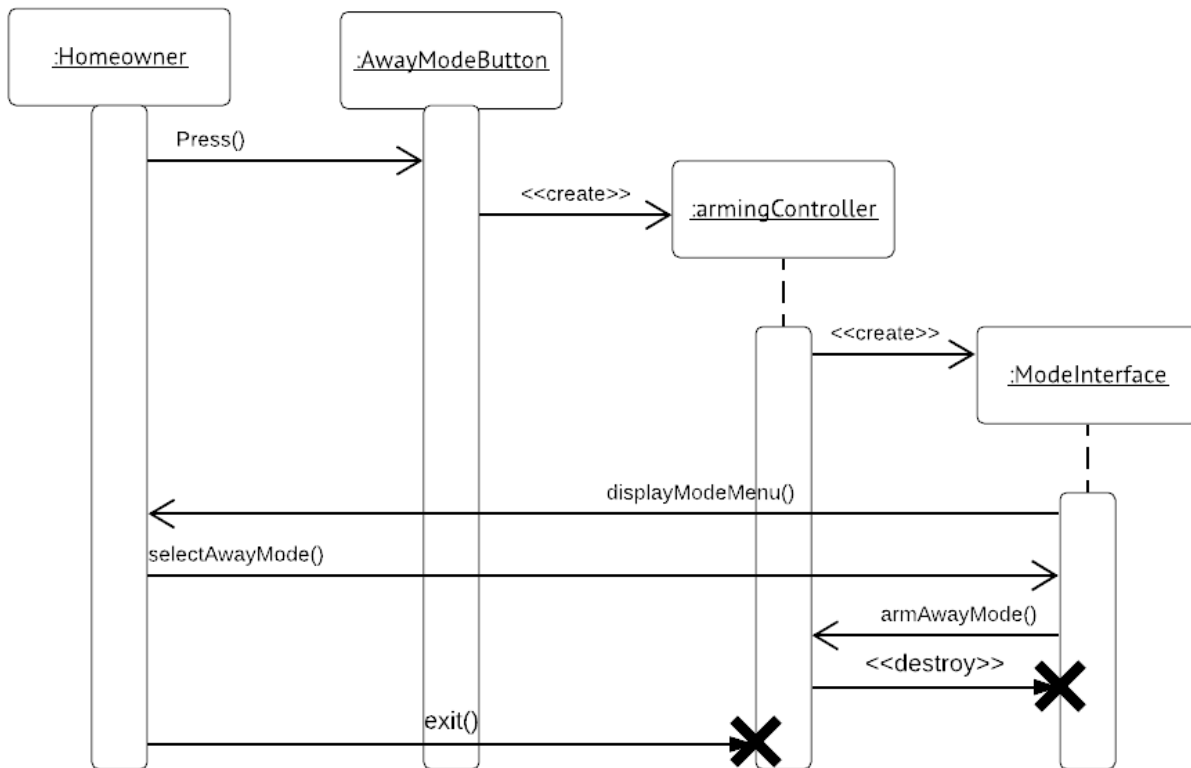 :Homeowner
:AwayModeButton
Press()
<<create>>
:armingController
<<create>>
:ModeInterface
displayModeMenu()
selectAwayMode()
armAwayMode()
<<destroy>>
exit()